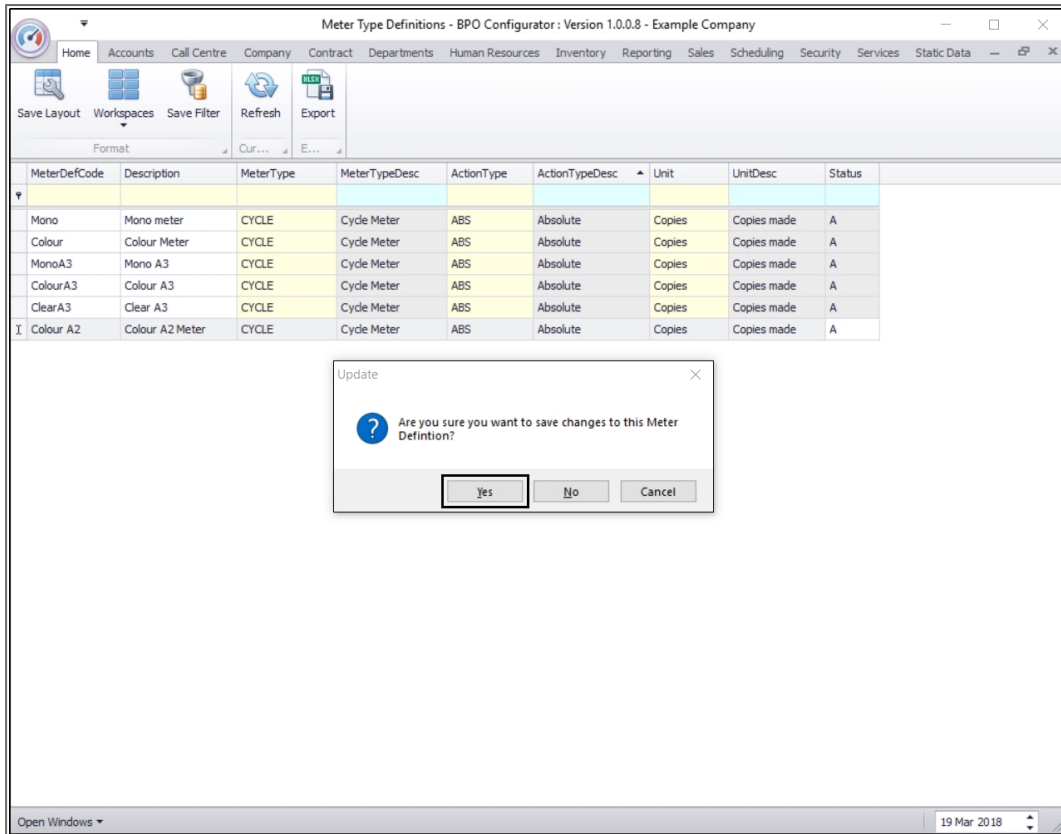 Meter Type Definitions - BPO Configurator : Version 1.0.0.8 - Example Company
Home Accounts Call Centre Company Contract Departments Human Resources Inventory Reporting Sales Scheduling Security Services Static Data
XLSX
Save Layout Workspaces Save Filter Refresh Export
Format Cur... E...
MeterDefCode Description MeterType MeterTypeDesc ActionType ActionTypeDesc Unit UnitDesc Status
Mono Mono meter CYCLE Cycle Meter ABS Absolute Copies Copies made A
Colour Colour Meter CYCLE Cycle Meter ABS Absolute Copies Copies made A
MonoA3 Mono A3 CYCLE Cycle Meter ABS Absolute Copies Copies made A
ColourA3 Colour A3 CYCLE Cycle Meter ABS Absolute Copies Copies made A
ClearA3 Clear A3 CYCLE Cycle Meter ABS Absolute Copies Copies made A
Colour A2 Colour A2 Meter CYCLE Cycle Meter ABS Absolute Copies Copies made A
Update
Are you sure you want to save changes to this Meter
Defintion?
Yes No Cancel
Open Windows 19 Mar 2018